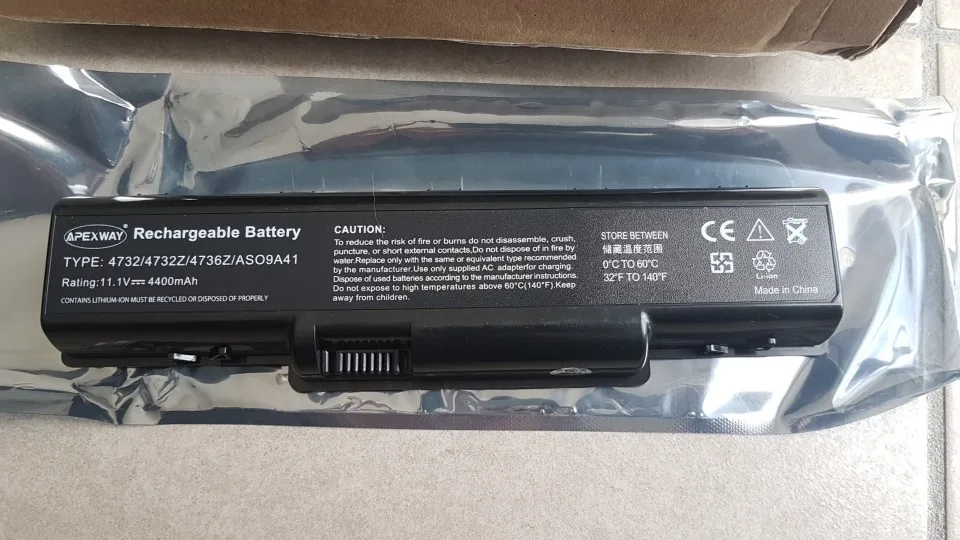 APEXWAY Rechargeable Battery
TYPE: 4732/4732Z/4736Z/ASO9A41
Rating:11.1V 4400mAh
CONTAINS LITHIUM-ION MUST BE RECYCLED OR DISPOSED OF PROPERLY
CAUTION:
To reduce the risk of fire or burns do not disassemble, crush,
puncture, or short external contacts,Do not dispose of in fire by
water.Replace only with the same or equivalent type recommended
by the manufacturer.Use only supplied AC. adapterfor charging.
Dispose of used batteries according to manufacturer's instructions.
Do not expose to high temperatures above 60°C(140°F).Keep
away from children.
STORE BETWEEN
储藏温度范围
0°C TO 60°C
32°F TO 140°F
CE
Li-ion
Made in China